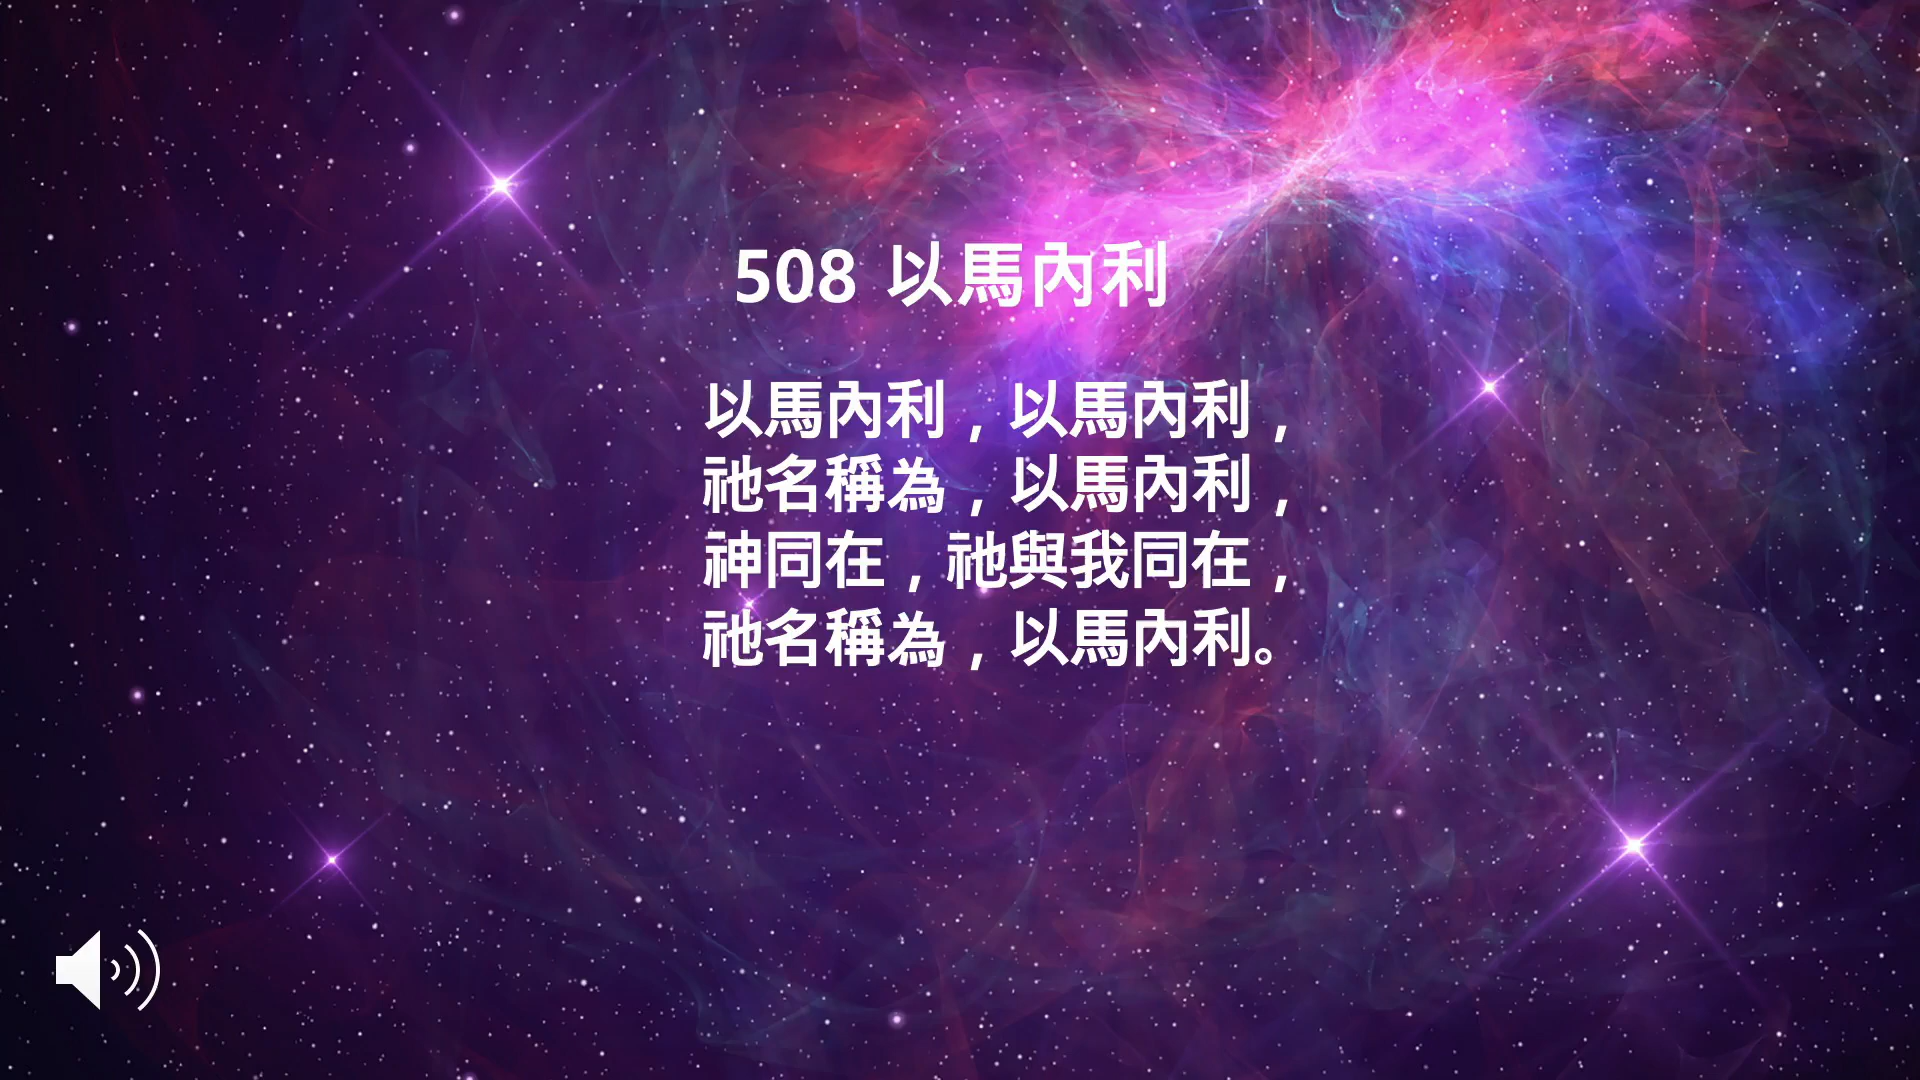 508 以馬內利
以馬內利，以馬內利，
祂名稱為，以馬內利，
神同在，祂與我同在，
祂名稱為，以馬內利。